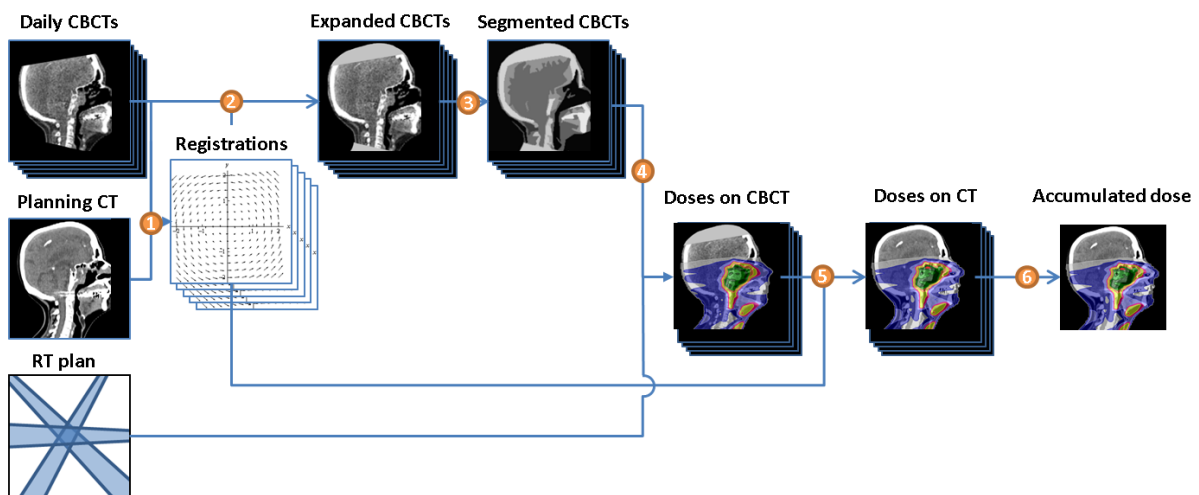 Daily CBCTs
Expanded CBCTs
Segmented CBCTs
2
3
Registrations
4
Planning CT
1
Doses on CBCT
Doses on CT
Accumulated dose
5
6
RT plan